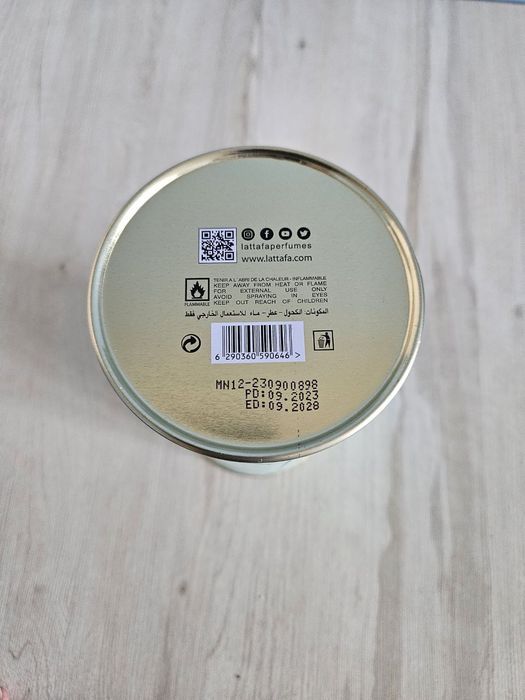 lattafaperfumes
www.lattafa.com
TENIR A L'ABRI DE LA CHALEUR - INFLAMMABLE
KEEP AWAY FROM HEAT OR FLAME
FOR EXTERNAL USE ONLY
AVOID SPRAYING IN EYES
KEEP OUT REACH OF CHILDREN
FLAMMABLE
المكونات: الكحول - عطر - ماء للاستعمال الخارجي فقط
6 290360 590646 >
MN12-230900898
PD:09.2023
ED:09.2028